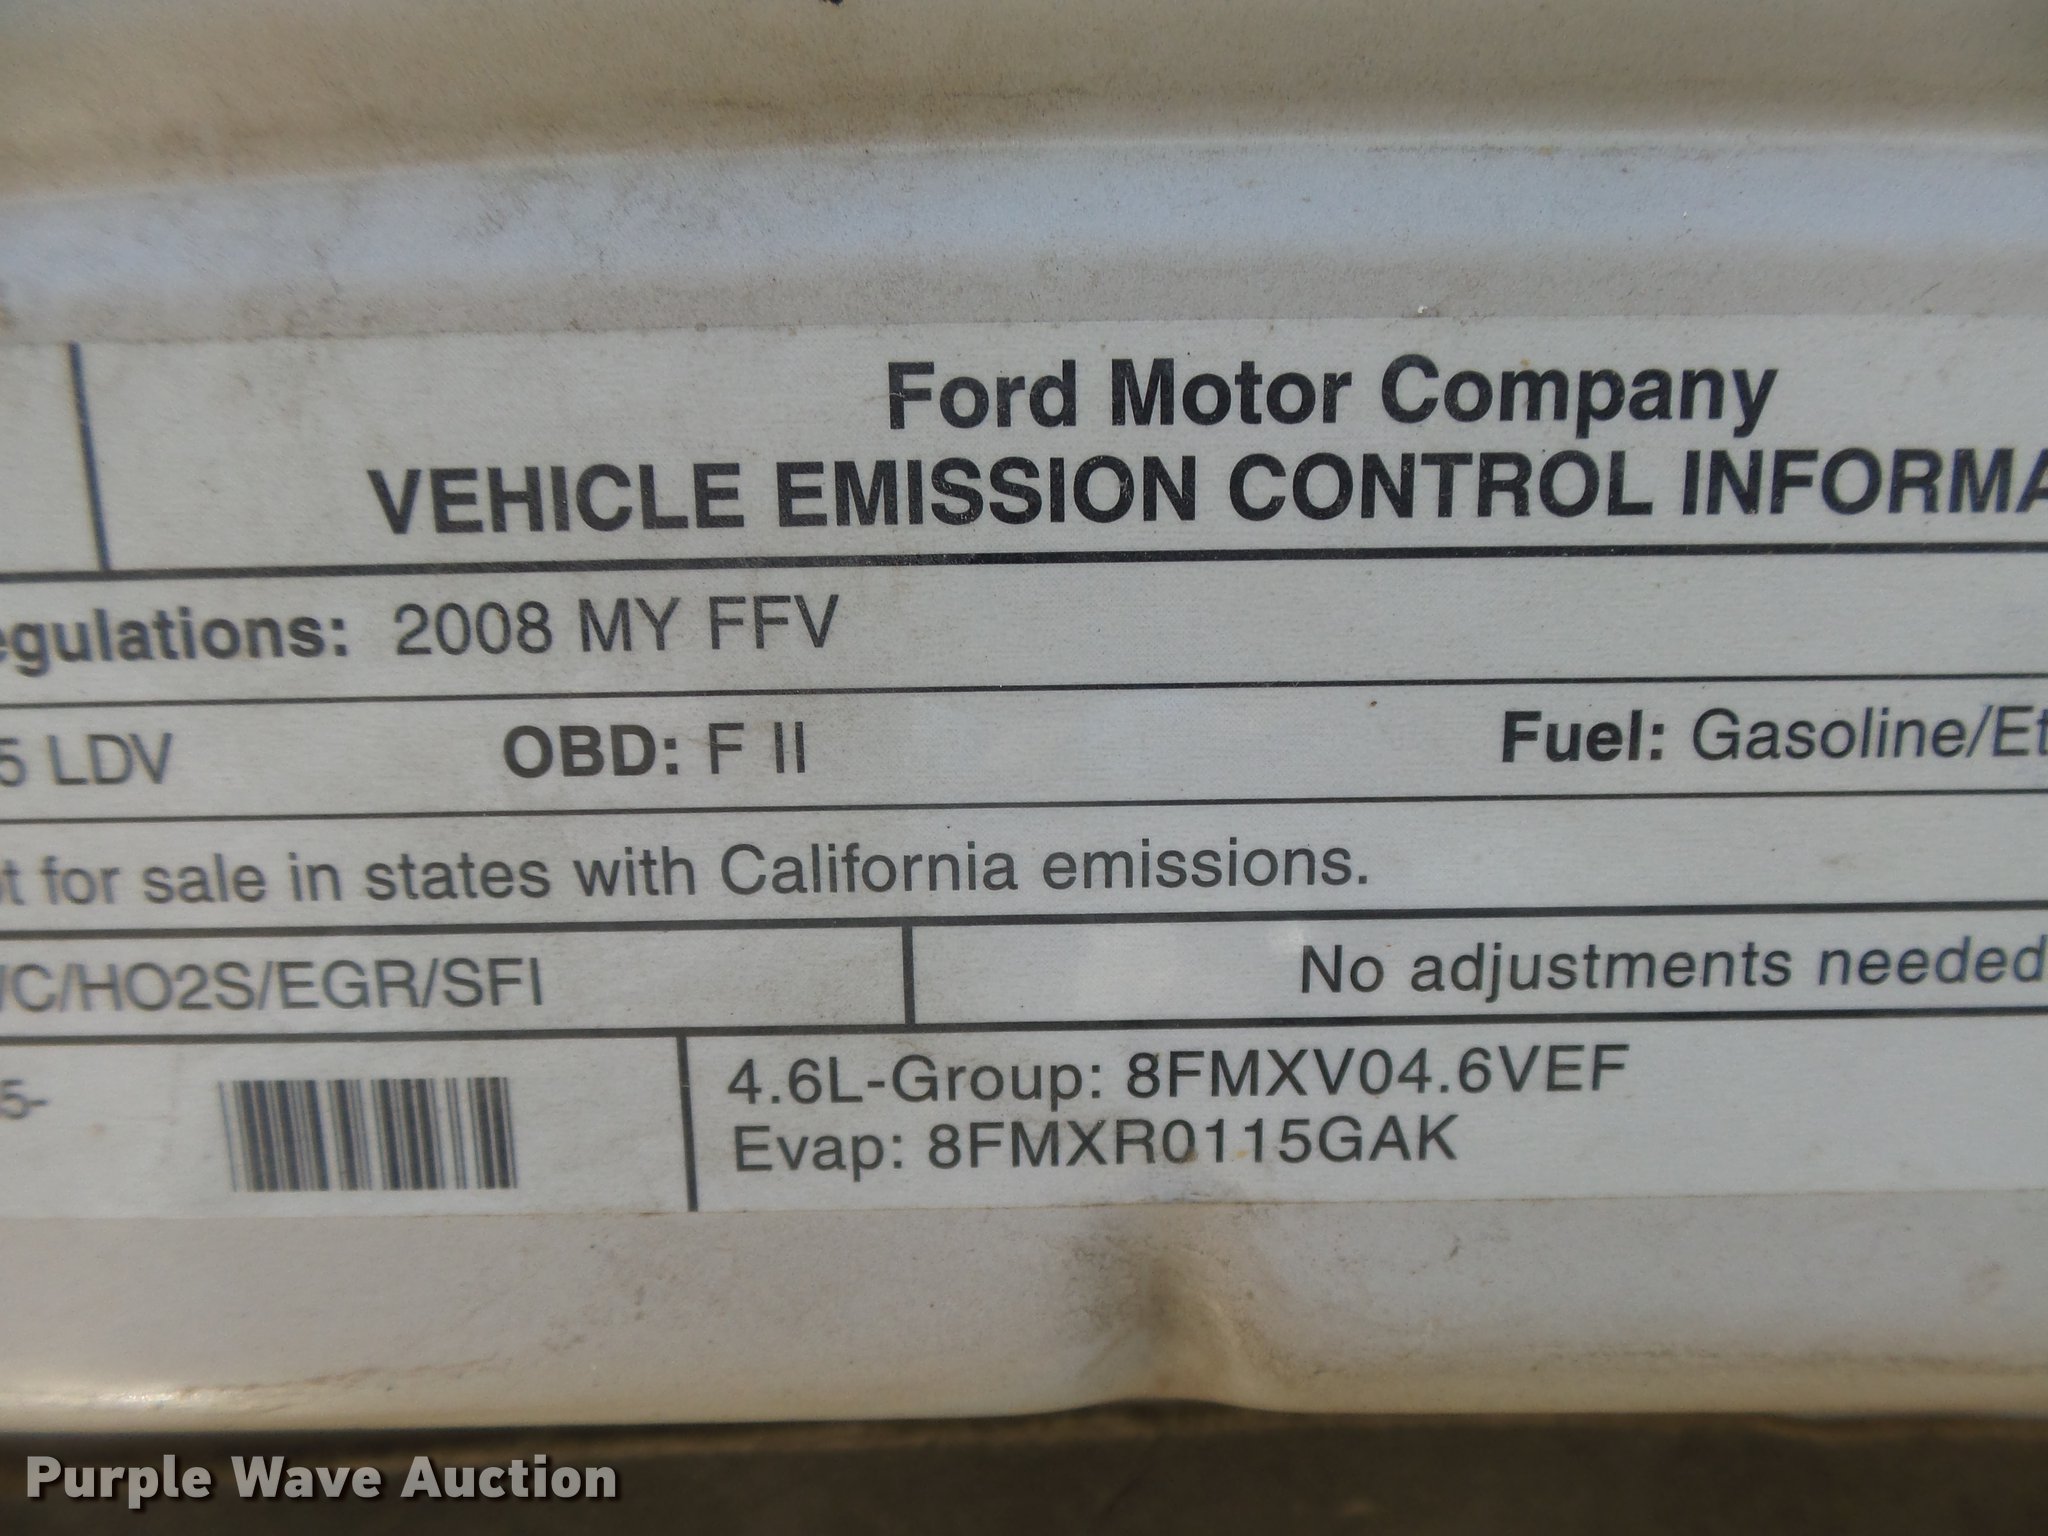 Ford Motor Company
VEHICLE EMISSION CONTROL INFORMA
egulations: 2008 MY FFV
5 LDV OBD: F II Fuel: Gasoline/Et
ot for sale in states with California emissions.
/C/HO2S/EGR/SFI No adjustments needed
5-
4.6L-Group: 8FMXV04.6VEF
Evap: 8FMXR0115GAK
Purple Wave Auction